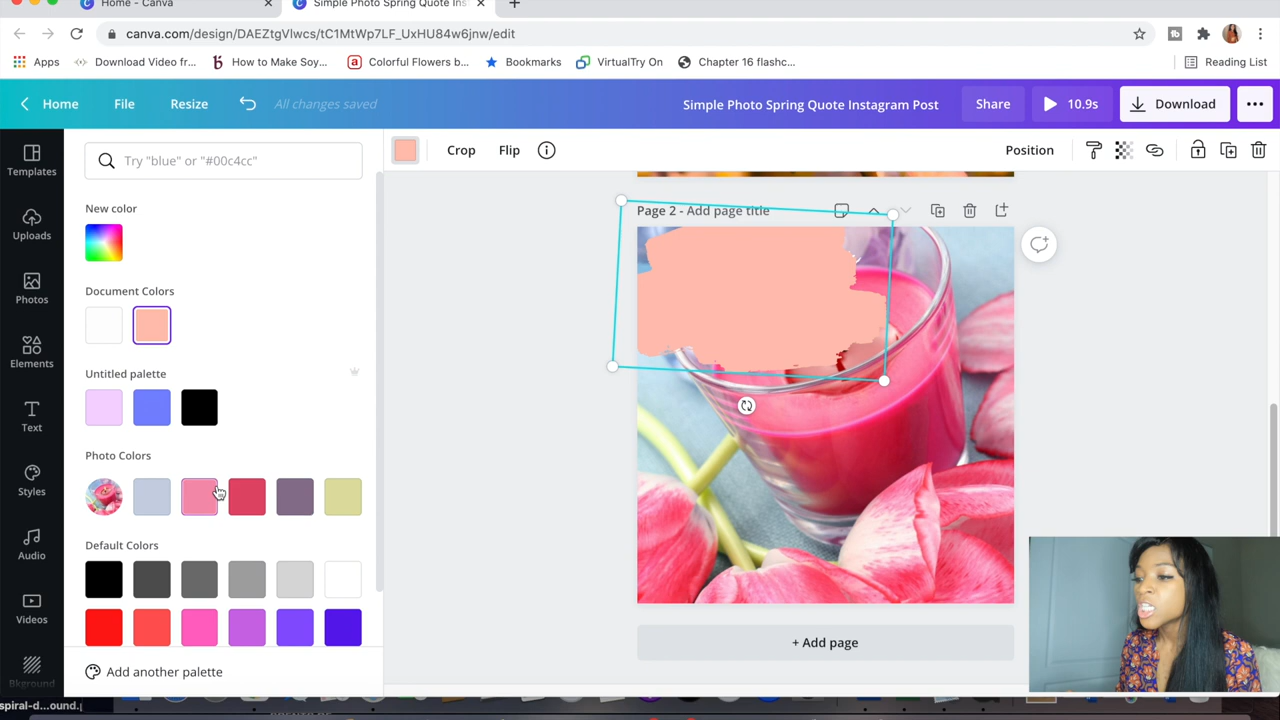 Home - Canva
Simple Photo Spring Quote Ins
canva.com/design/DAEZtgVlwcs/tC1MtWp7LF_UxHU84w6jnw/edit
Apps
Download Video fr...
How to Make Soy...
Colorful Flowers b...
Bookmarks
VirtualTry On
Chapter 16 flashc...
Reading List
Home
File
Resize
All changes saved
Simple Photo Spring Quote Instagram Post
Share
10.9s
Download
Templates
Uploads
Photos
Elements
Text
Styles
Audio
Videos
Bkground
Try "blue" or "#00c4cc"
Crop
Flip
Position
New color
Document Colors
Untitled palette
Photo Colors
Default Colors
Add another palette
Page 2 - Add page title
+ Add page
spiral-d...ound.